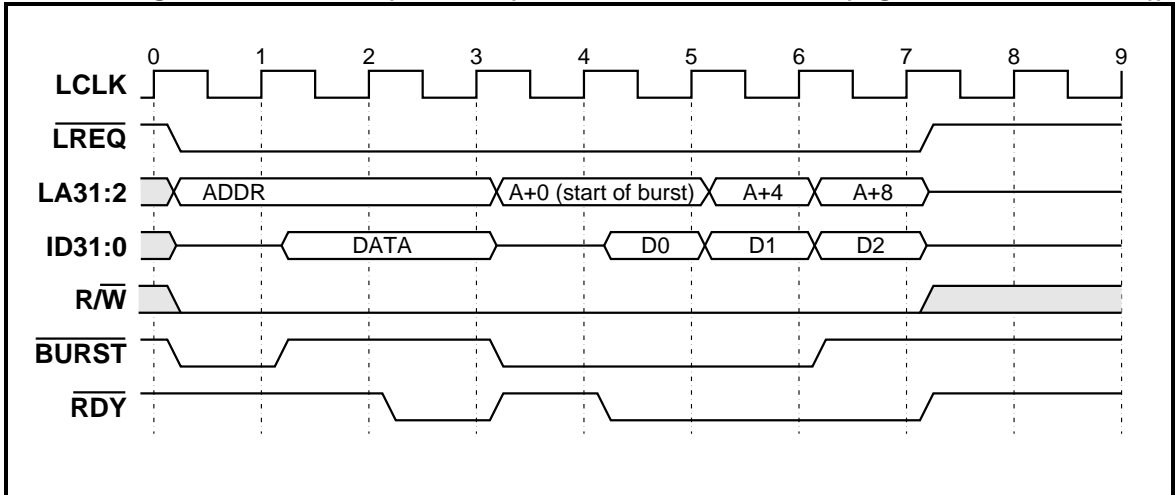 0 1 2 3 4 5 6 7 8 9
LCLK
LREQ
LA31:2 ADDR A+0 (start of burst) A+4 A+8
ID31:0 DATA D0 D1 D2
R/W
BURST
RDY